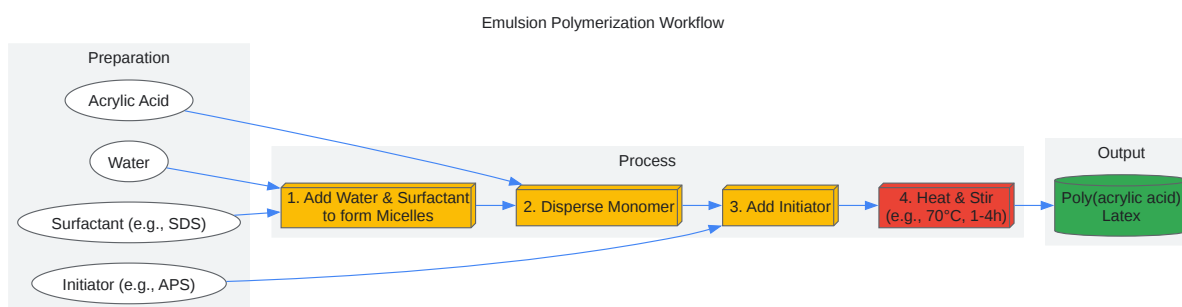 Emulsion Polymerization Workflow
Preparation
Acrylic Acid
Water
Surfactant (e.g., SDS)
Initiator (e.g., APS)
Process
1. Add Water & Surfactant
to form Micelles
2. Disperse Monomer
3. Add Initiator
4. Heat & Stir
(e.g., 70°C, 1-4h)
Output
Poly(acrylic acid)
Latex